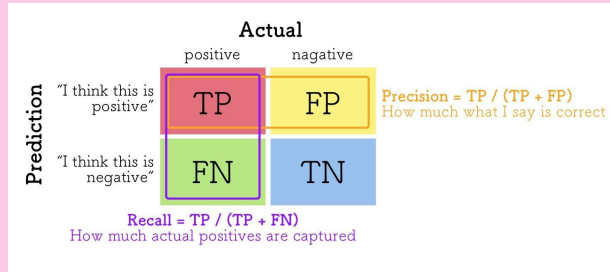 Actual
positive nagative
Prediction
"I think this is
positive"
TP FP
Precision = TP / (TP + FP)
How much what I say is correct
"I think this is
negative"
FN TN
Recall = TP / (TP + FN)
How much actual positives are captured